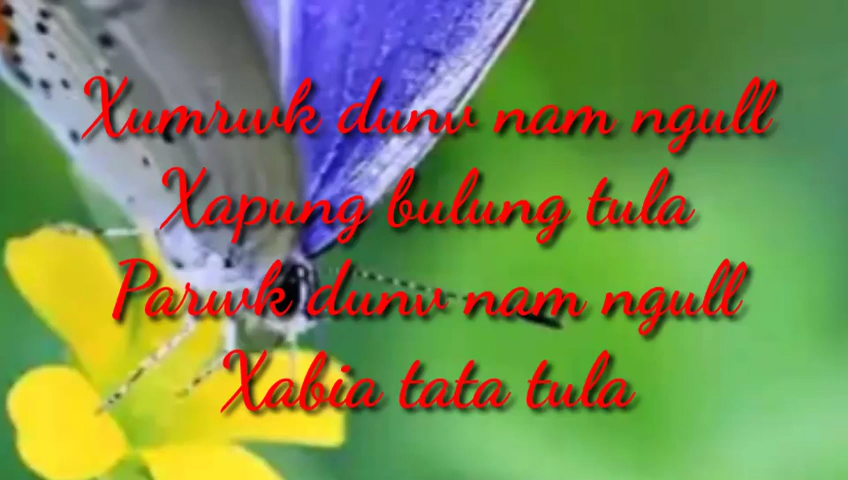 Xumrwk dunv nam ngull
Xapung bulung tula
Parwk dunv nam ngull
Xabia tata tula